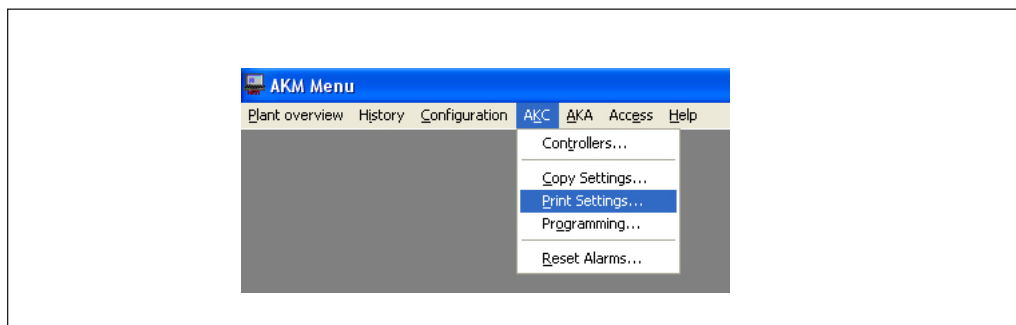 AKM Menu
Plant overview History Configuration AKC AKA Access Help
Controllers...
Copy Settings...
Print Settings...
Programming...
Reset Alarms...